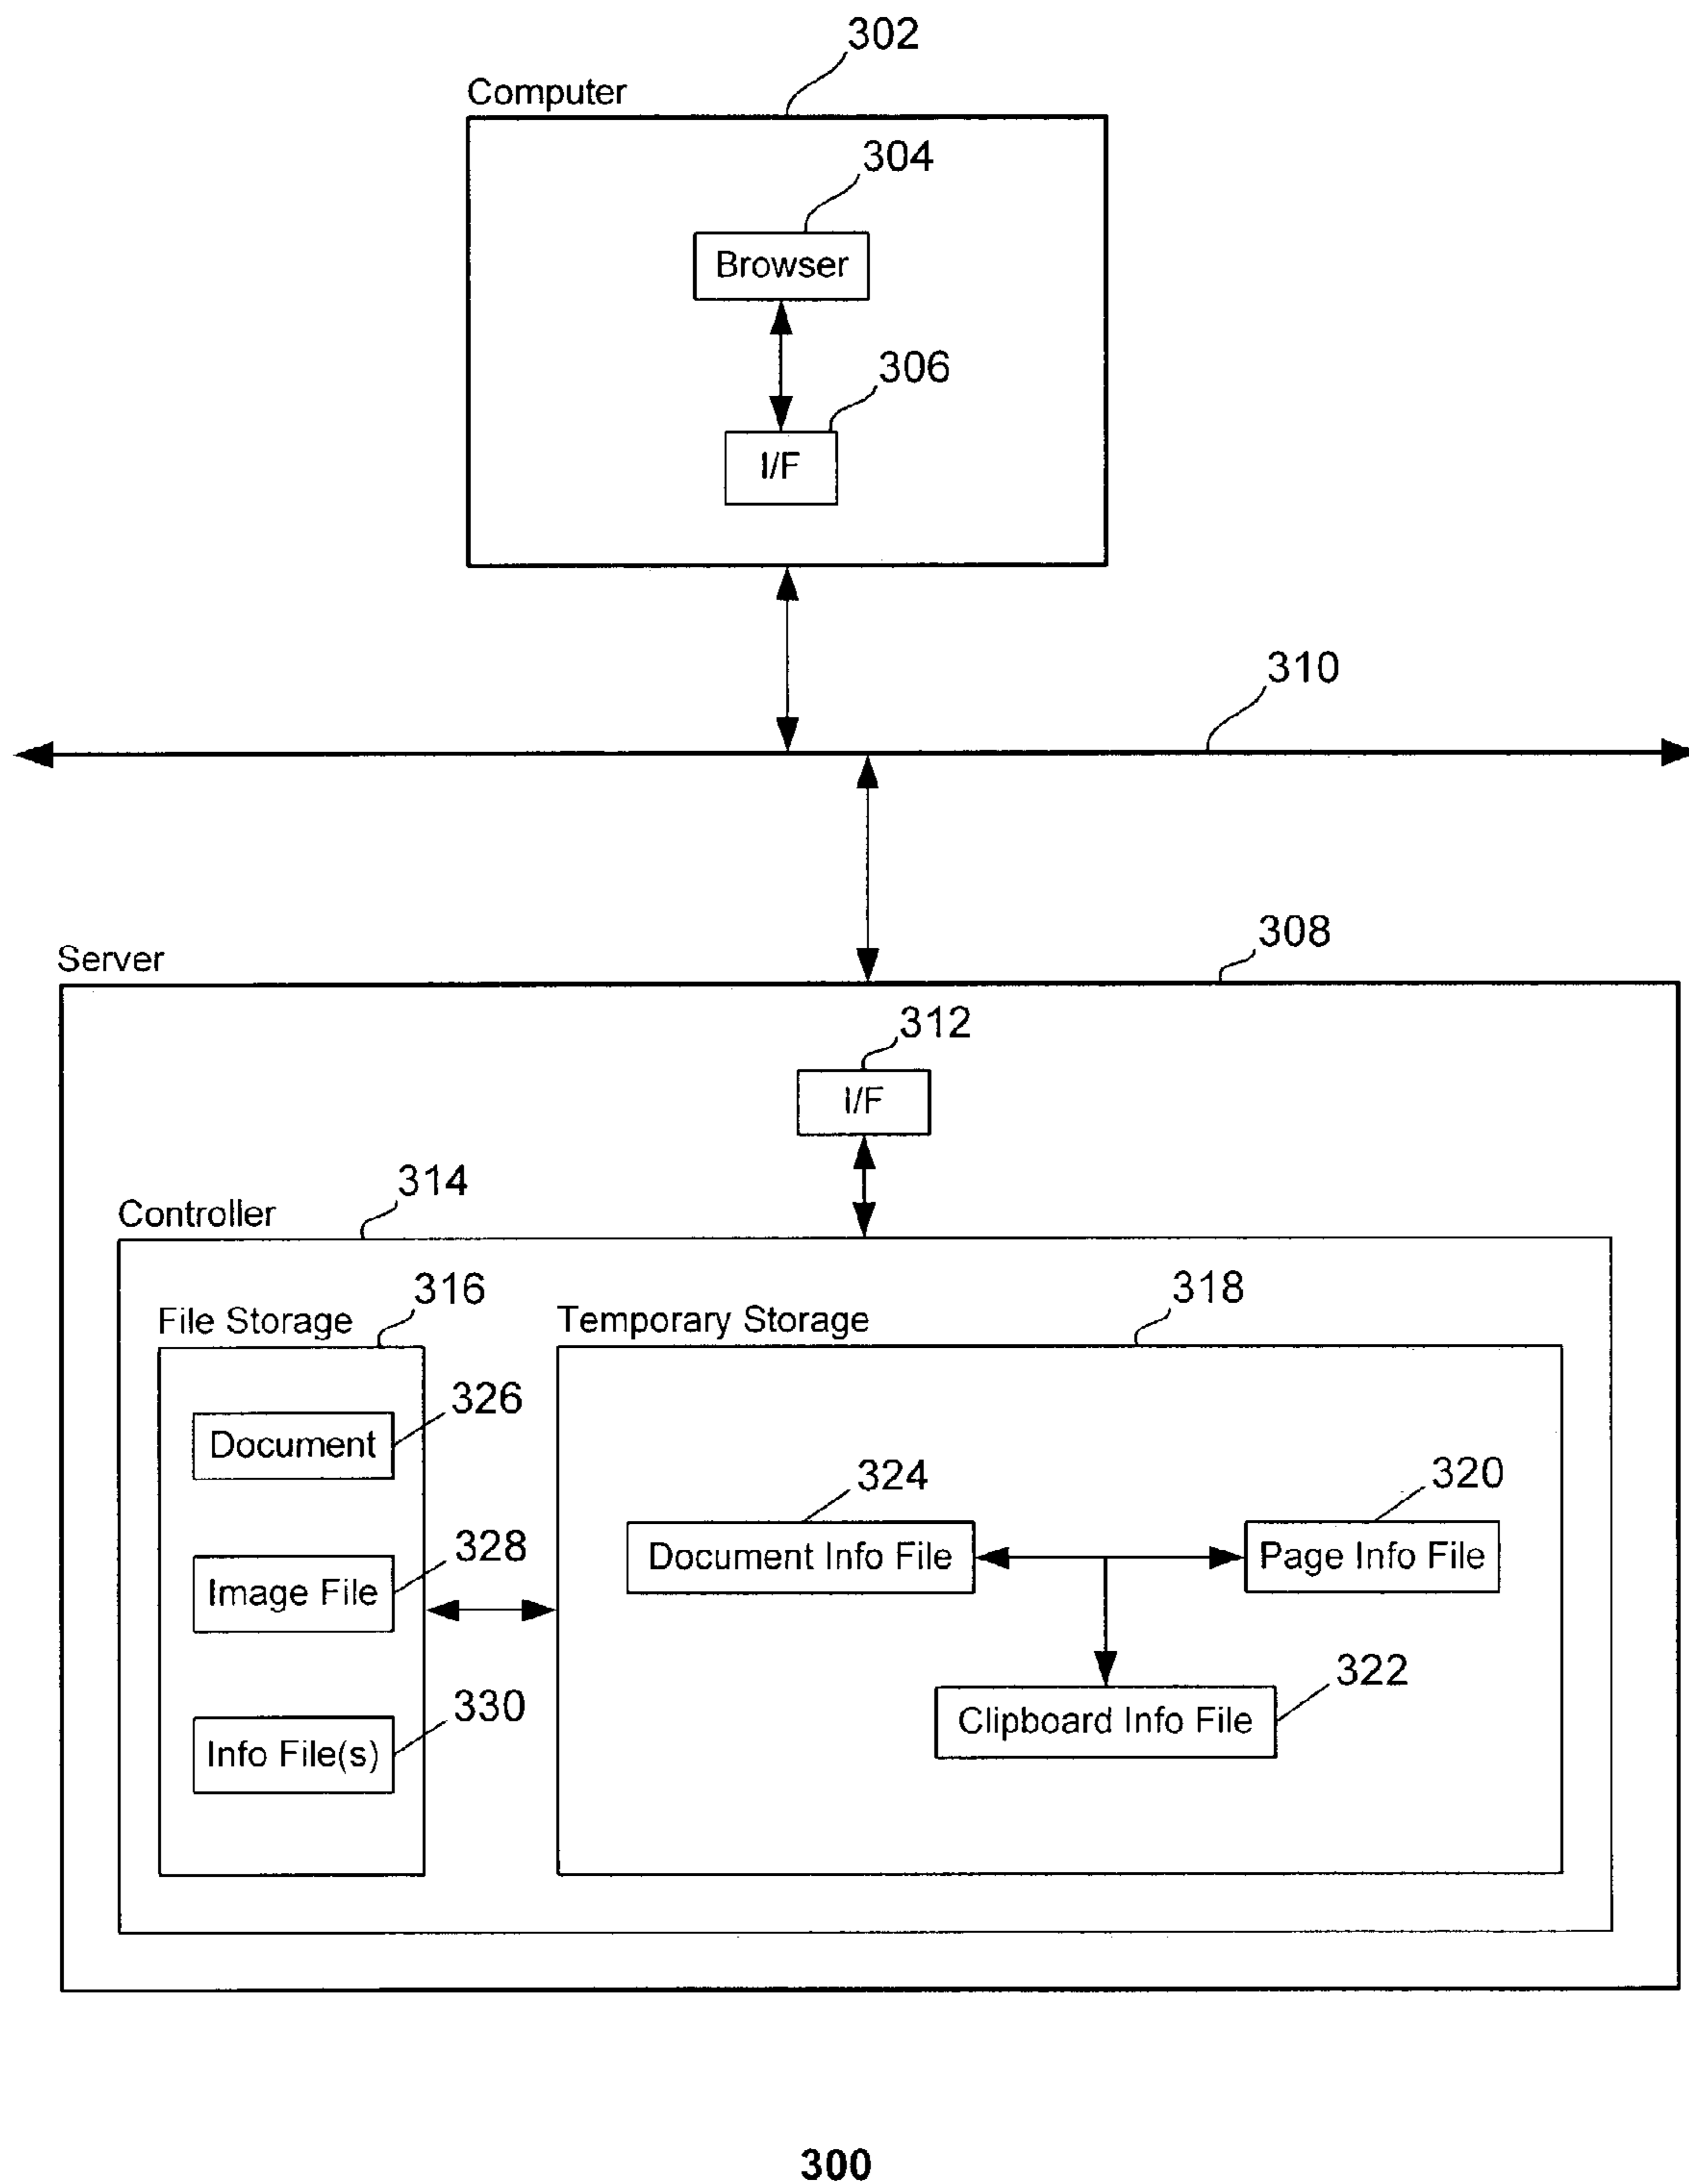 302
Computer
304
Browser
306
I/F
310
308
Server
312
I/F
314
Controller
316
File Storage
318
Temporary Storage
326
Document
324
Document Info File
320
Page Info File
328
Image File
322
Clipboard Info File
330
Info File(s)
300